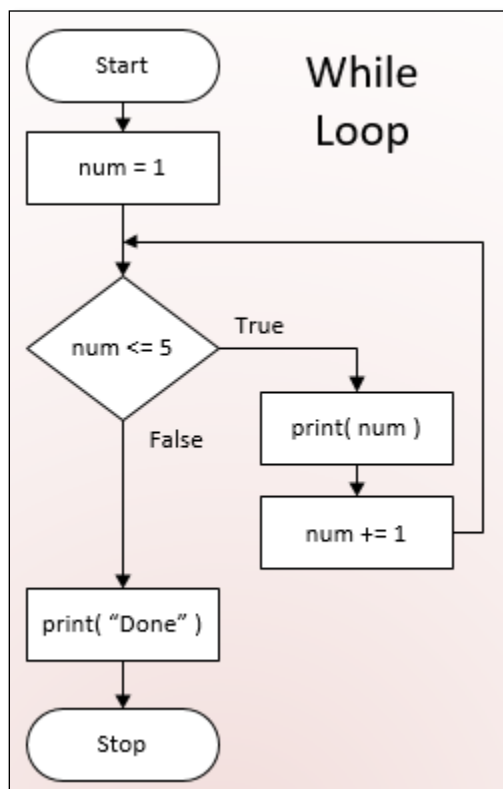 Start
While
Loop
num = 1
num <= 5
True
False
print( num )
num += 1
print( “Done” )
Stop